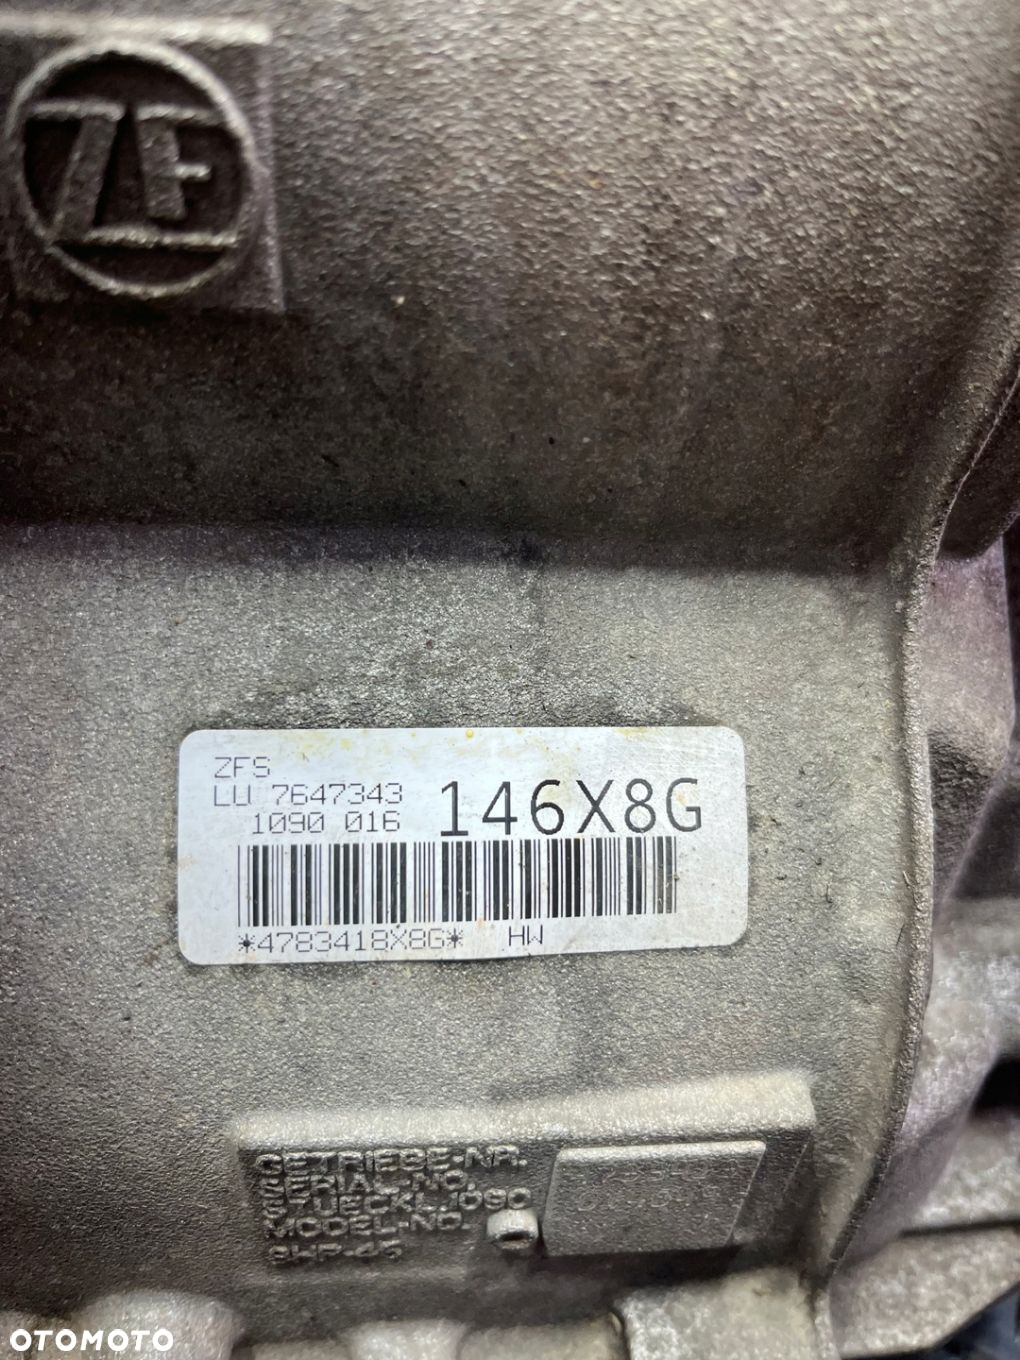 ZF
ZFS
LU 7647343
1090 016
146X8G
*4783418X8G* HW
GETRIEBE-NR.
SERIAL-NO.
STUECKL. 1090
MODEL-NO.
OTOMOTO